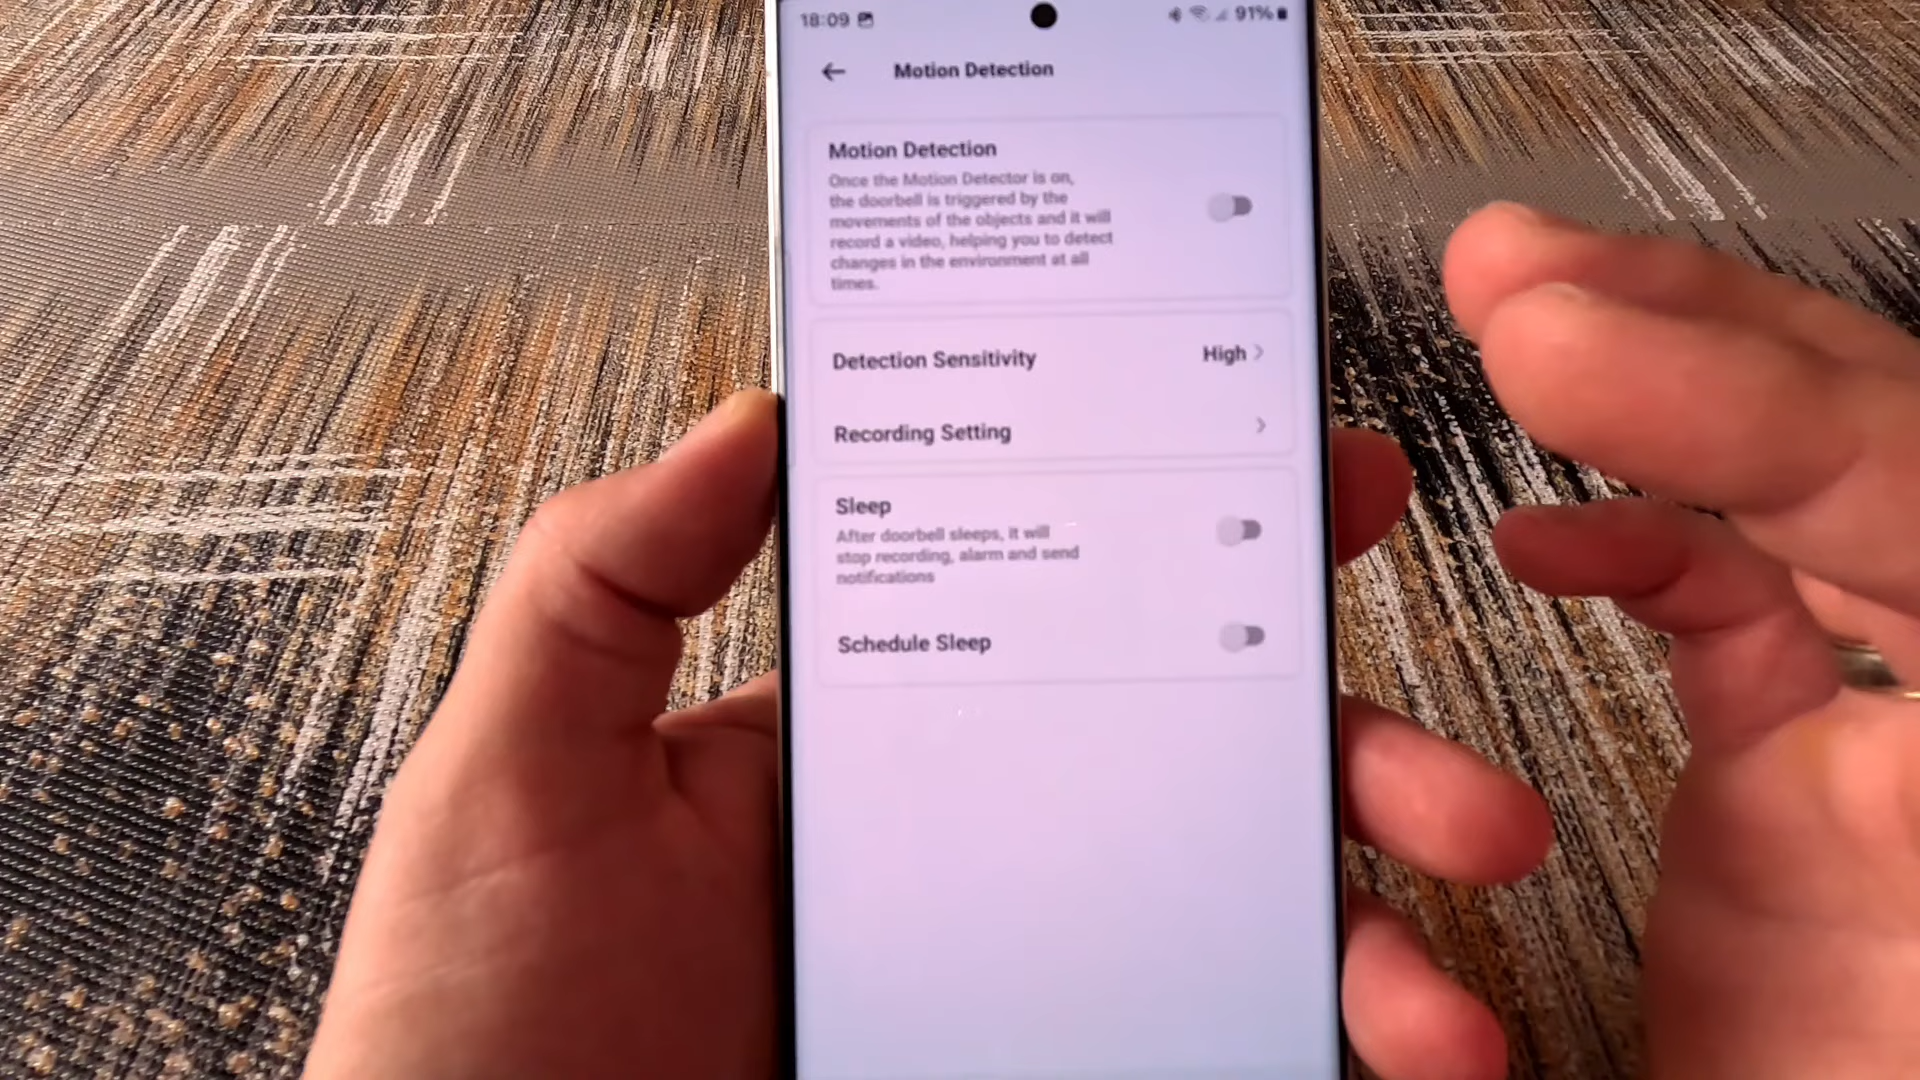 18:09
91%
Motion Detection
Motion Detection
Once the Motion Detector is on,
the doorbell is triggered by the
movements of the objects and it will
record a video, helping you to detect
changes in the environment at all
times.
Detection Sensitivity
High
Recording Setting
Sleep
After doorbell sleeps, it will
stop recording, alarm and send
notifications
Schedule Sleep